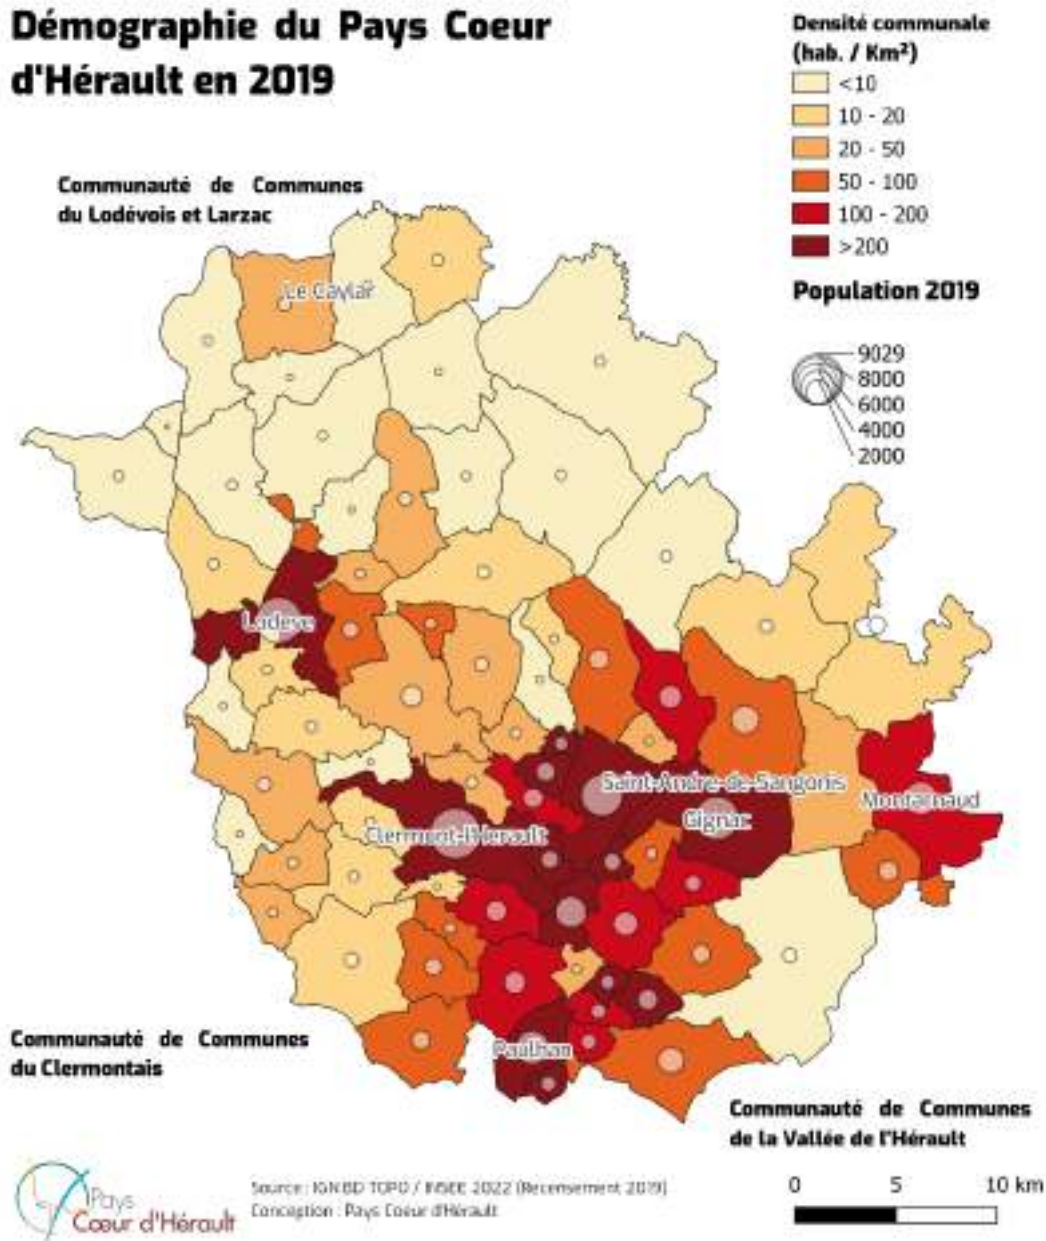 Démographie du Pays Coeur
d'Hérault en 2019
Densité communale
(hab. / Km²)
<10
10 - 20
20 - 50
50 - 100
100 - 200
>200
Population 2019
9029
8000
6000
4000
2000
Communauté de Communes
du Lodévois et Larzac
Le Caylar
Lodève
Saint-André-de-Sangonis
Montarnaud
Gignac
Clermont-l'Hérault
Paulhan
Communauté de Communes
du Clermontais
Communauté de Communes
de la Vallée de l'Hérault
Pays
Cœur d'Hérault
Source : IGN BD TOPO / INSEE 2022 (Recensement 2019)
Conception : Pays Coeur d'Hérault
0 5 10 km